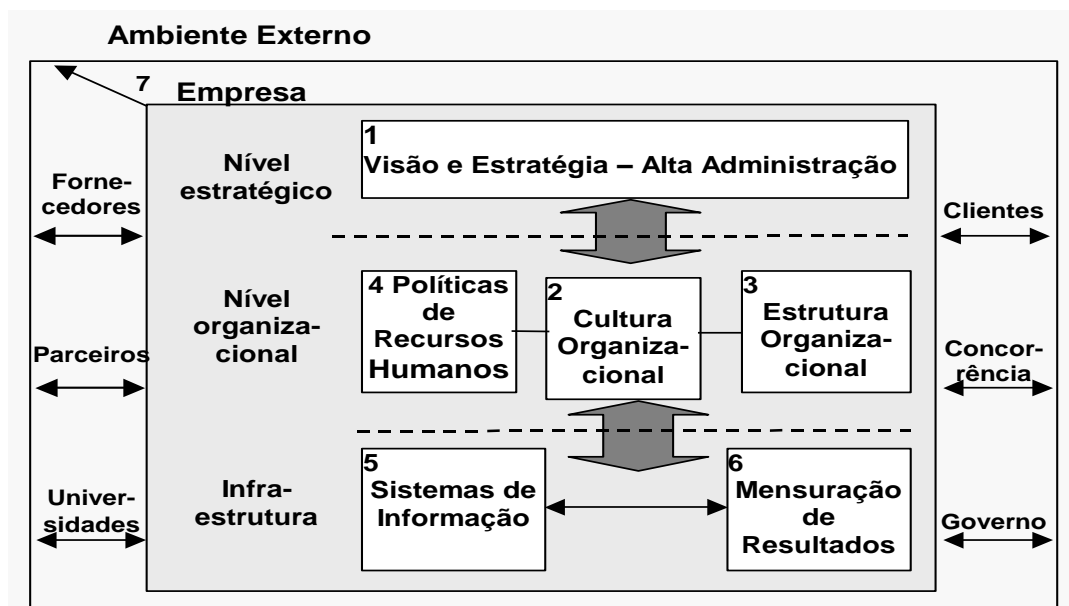 Ambiente Externo
7
Empresa
1
Visão e Estratégia – Alta Administração
Nível
estratégico
Forne-
cedores
Clientes
4 Políticas
de
Recursos
Humanos
2
Cultura
Organiza-
cional
3
Estrutura
Organiza-
cional
Nível
organiza-
cional
Parceiros
Concor-
rência
5
Sistemas de
Informação
6
Mensuração
de
Resultados
Infra-
estrutura
Univer-
sidades
Governo